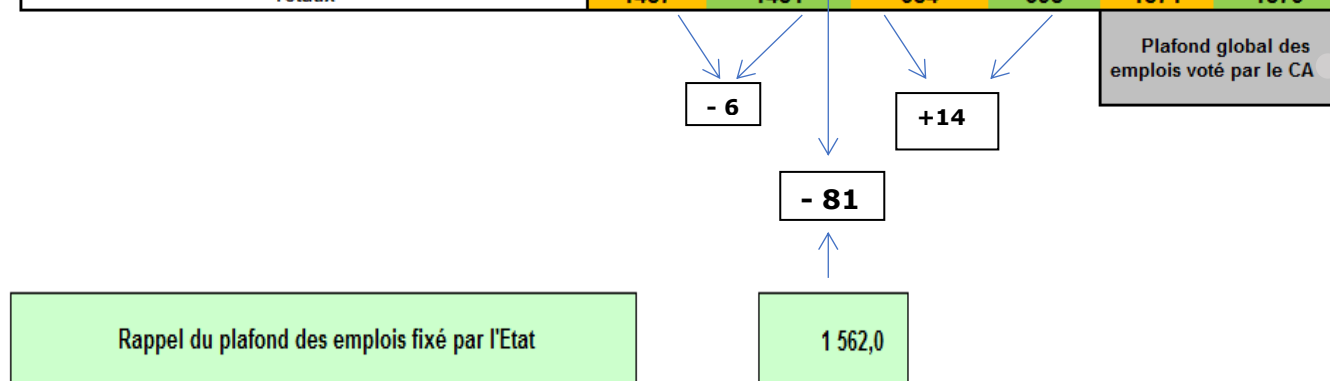 Plafond global des
emplois voté par le CA
- 6
+14
- 81
Rappel du plafond des emplois fixé par l'Etat
1 562,0